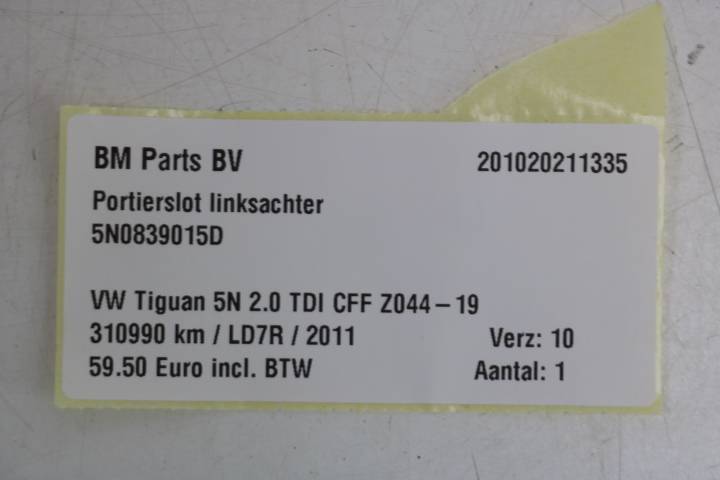 BM Parts BV 201020211335
Portierslot linksachter
5N0839015D
VW Tiguan 5N 2.0 TDI CFF Z044-19
310990 km / LD7R / 2011 Verz: 10
59.50 Euro incl. BTW Aantal: 1